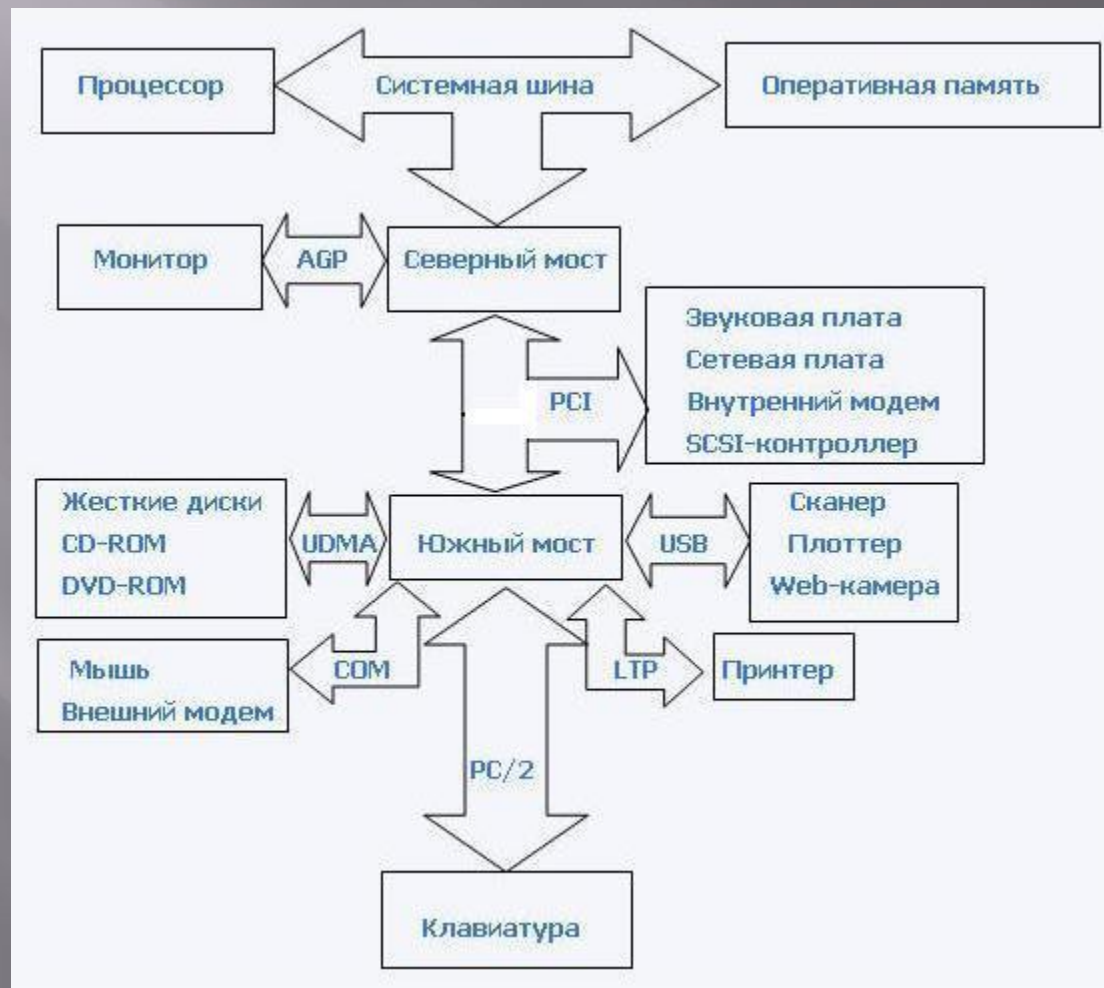 Процессор
Системная шина
Оперативная память
Монитор
AGP
Северный мост
Звуковая плата
Сетевая плата
PCI
Внутренний модем
SCSI-контроллер
Жесткие диски
CD-ROM
DVD-ROM
UDMA
Южный мост
USB
Сканер
Плоттер
Web-камера
Мышь
Внешний модем
COM
LTP
Принтер
PC/2
Клавиатура